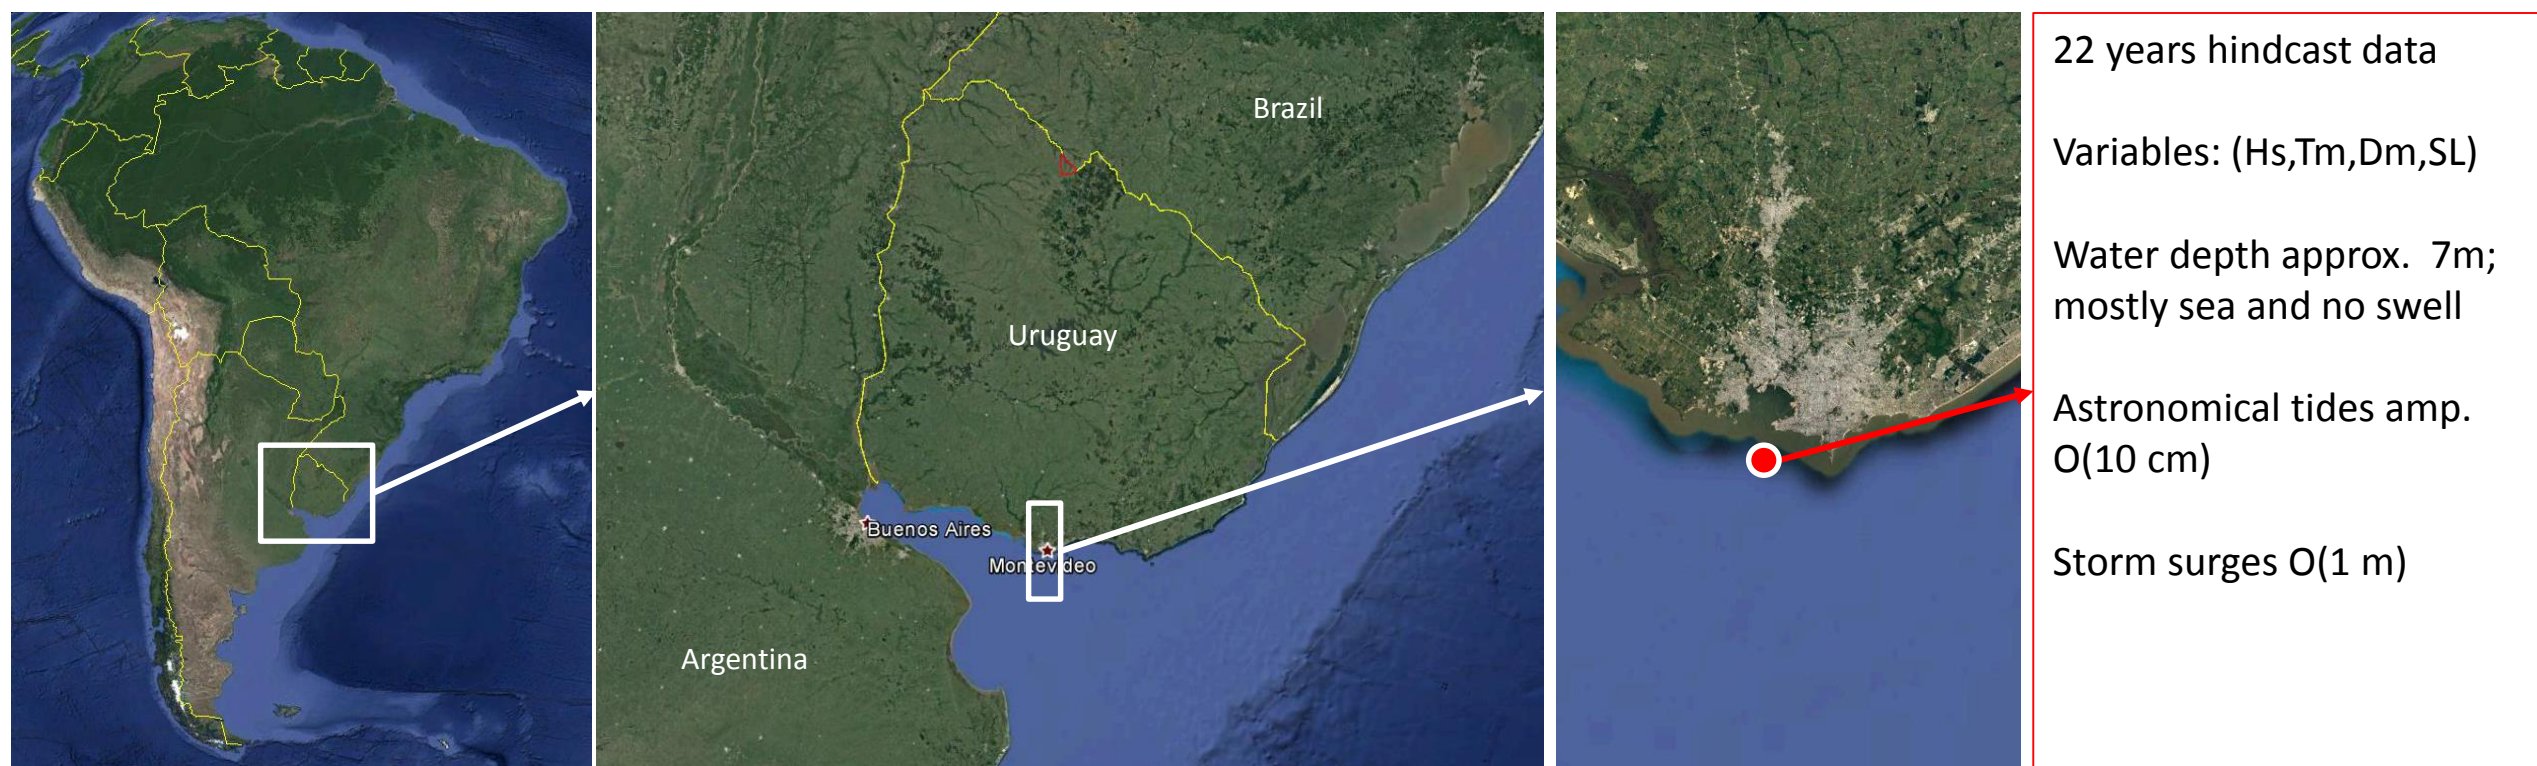 Brazil
Uruguay
Buenos Aires
Montevideo
Argentina
22 years hindcast data
Variables: (Hs,Tm,Dm,SL)
Water depth approx. 7m;
mostly sea and no swell
Astronomical tides amp.
O(10 cm)
Storm surges O(1 m)